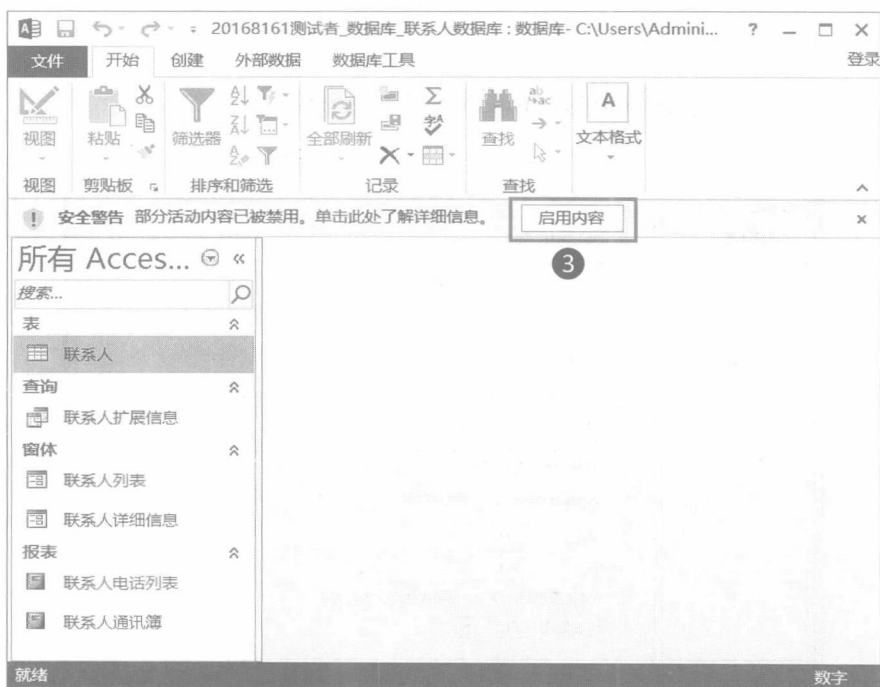 20168161测试者_数据库_联系人数据库 : 数据库- C:\Users\Admini... ?
文件 开始 创建 外部数据 数据库工具 登录
视图 粘贴 筛选器 全部刷新 查找 ab ac A 文本格式
视图 剪贴板 排序和筛选 记录 查找
安全警告 部分活动内容已被禁用。单击此处了解详细信息。 启用内容
3
所有 Acces...
搜索...
表
联系人
查询
联系人扩展信息
窗体
联系人列表
联系人详细信息
报表
联系人电话列表
联系人通讯簿
就绪 数字